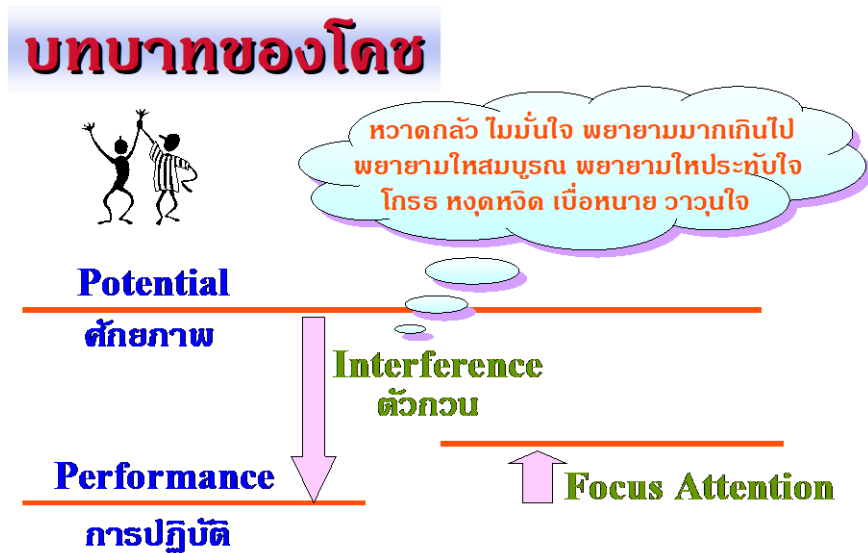 บทบาทของโคช
หวาดกลัว ไมมั่นใจ พยายามมากเกินไป
พยายามใหสมบูรณ พยายามใหประทับใจ
โกรธ หงุดหงิด เบื่อหนาย วาวุนใจ
Potential
ศักยภาพ
Interference
ตัวกวน
Performance
การปฏิบัติ
Focus Attention